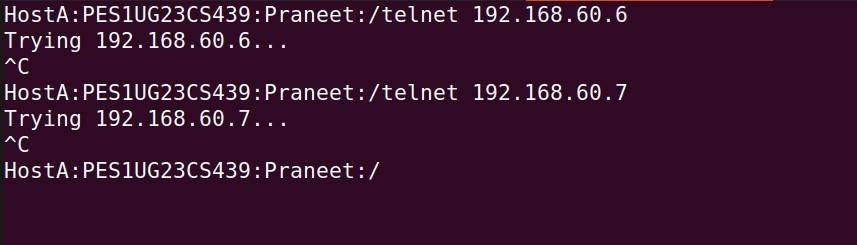 HostA:PES1UG23CS439:Praneet:/telnet 192.168.60.6
Trying 192.168.60.6...
^C
HostA:PES1UG23CS439:Praneet:/telnet 192.168.60.7
Trying 192.168.60.7...
^C
HostA:PES1UG23CS439:Praneet:/